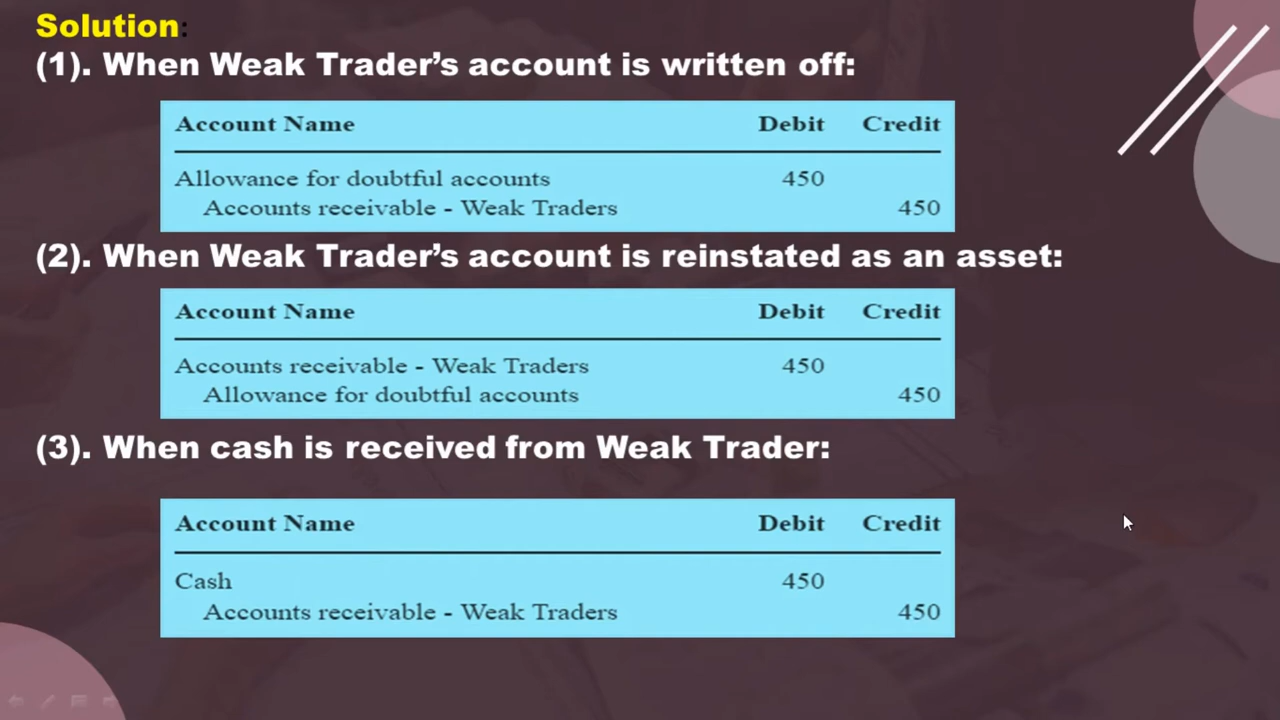 Solution:
(1). When Weak Trader’s account is written off:
Account Name Debit Credit
Allowance for doubtful accounts 450
Accounts receivable - Weak Traders 450
(2). When Weak Trader’s account is reinstated as an asset:
Account Name Debit Credit
Accounts receivable - Weak Traders 450
Allowance for doubtful accounts 450
(3). When cash is received from Weak Trader:
Account Name Debit Credit
Cash 450
Accounts receivable - Weak Traders 450